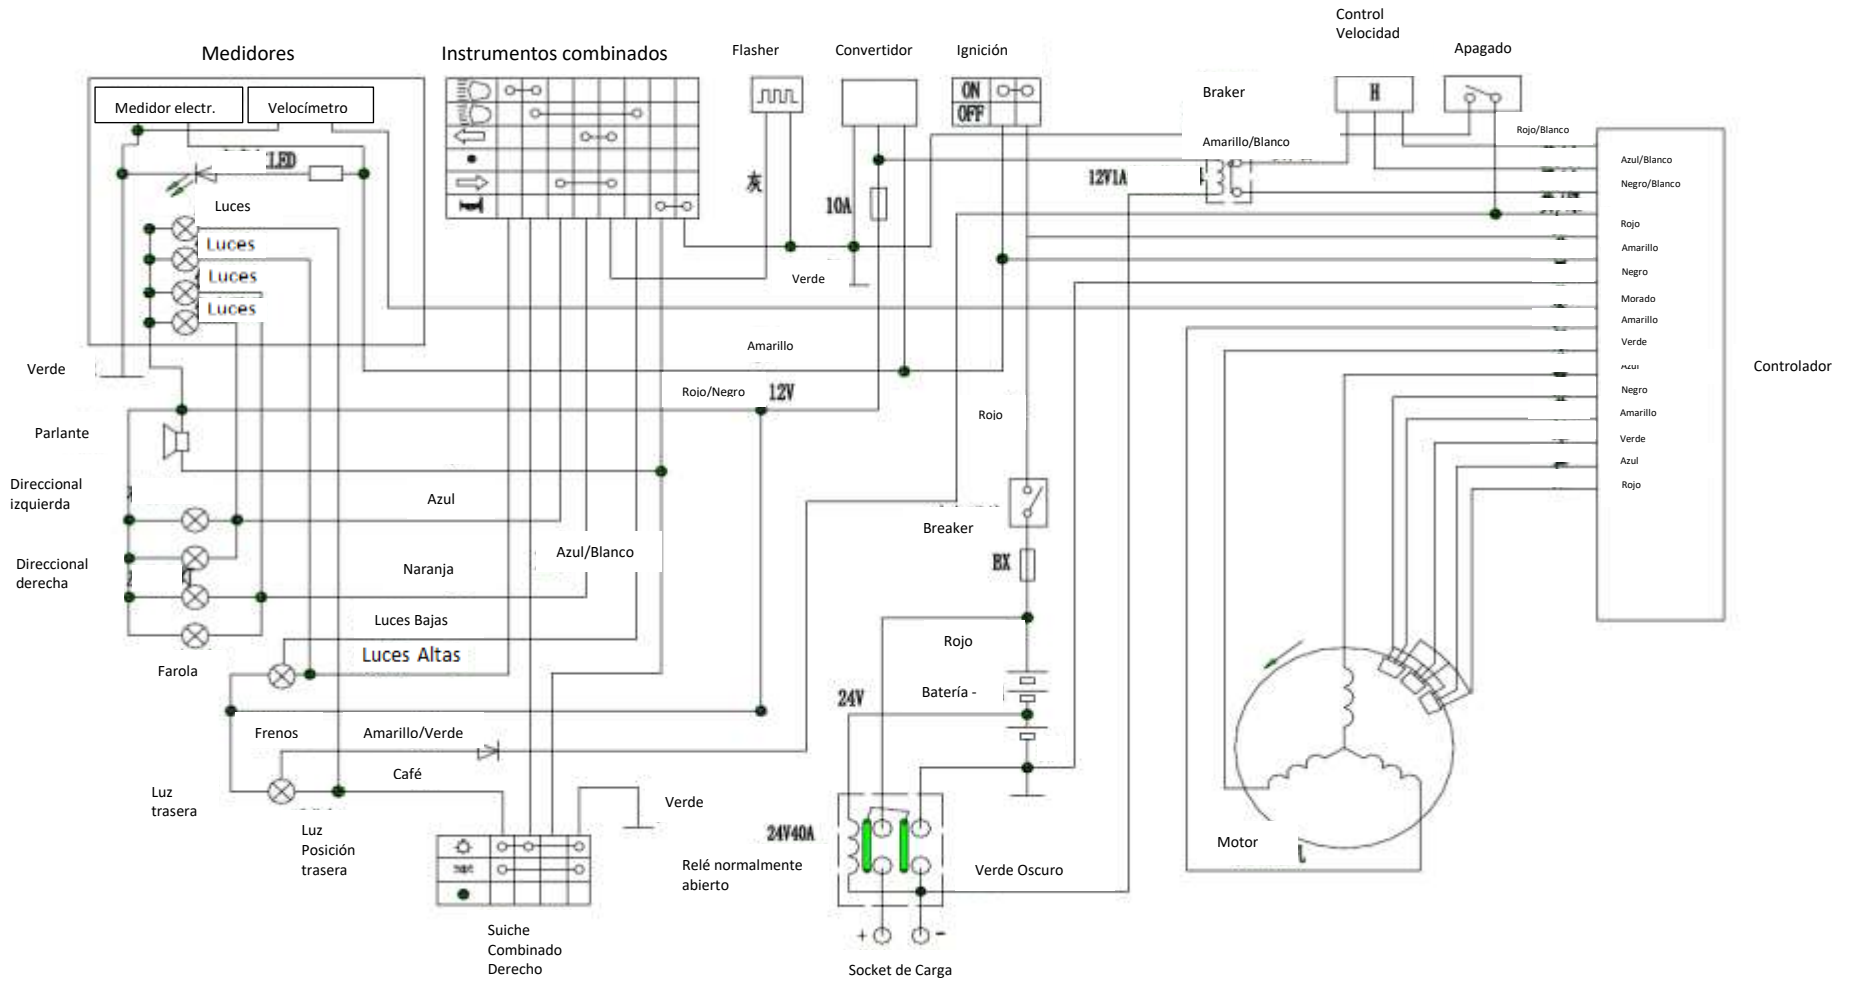 Control
Velocidad
Medidores
Instrumentos combinados
Flasher
Convertidor
Ignición
Apagado
Medidor electr.
Velocímetro
ON
OFF
H
Braker
Amarillo/Blanco
Rojo/Blanco
LED
灰
10A
12V1A
Azul/Blanco
Negro/Blanco
Luces
Luces
Luces
Luces
Rojo
Amarillo
Negro
Verde
Morado
Amarillo
Verde
Azul
Negro
Amarillo
Verde
Azul
Rojo
Controlador
Amarillo
Verde
Rojo/Negro
12V
Rojo
Parlante
Direccional
izquierda
Azul
Breaker
Azul/Blanco
BX
Direccional
derecha
Naranja
Luces Bajas
Luces Altas
Rojo
Farola
Batería -
24V
Frenos
Amarillo/Verde
Café
Luz
trasera
Verde
Luz
Posición
trasera
24V40A
Relé normalmente
abierto
Verde Oscuro
Motor
Suiche
Combinado
Derecho
+
-
Socket de Carga